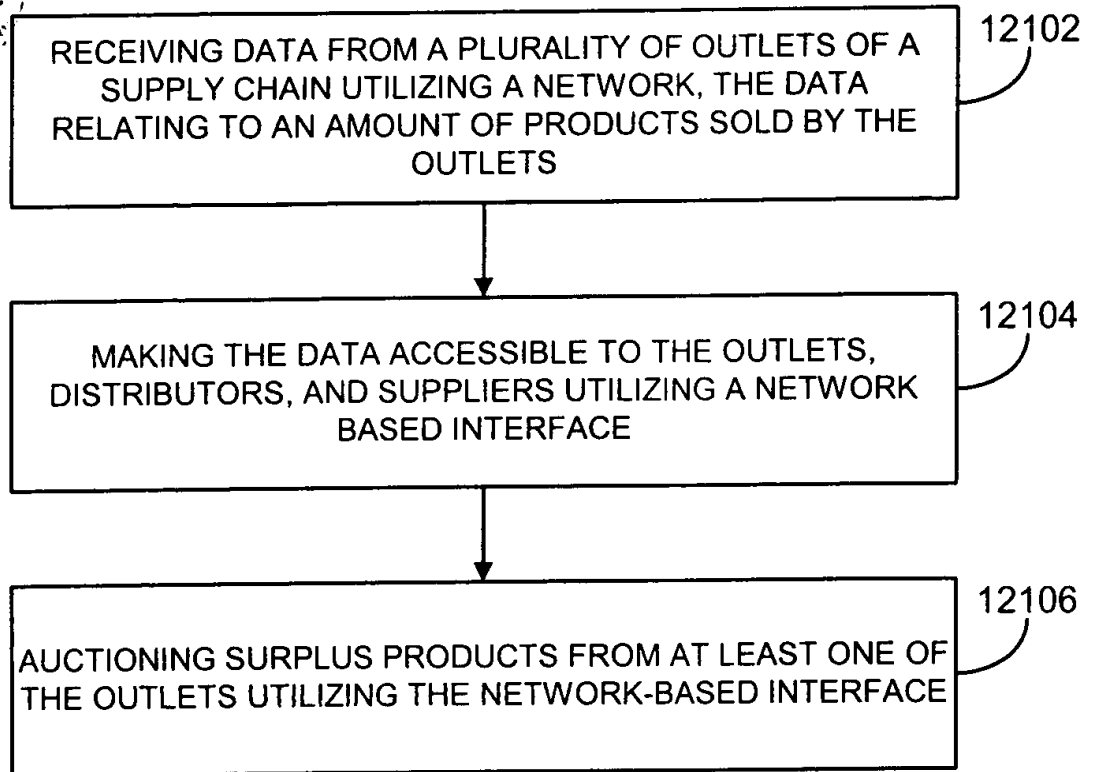 12102
RECEIVING DATA FROM A PLURALITY OF OUTLETS OF A
SUPPLY CHAIN UTILIZING A NETWORK, THE DATA
RELATING TO AN AMOUNT OF PRODUCTS SOLD BY THE
OUTLETS
12104
MAKING THE DATA ACCESSIBLE TO THE OUTLETS,
DISTRIBUTORS, AND SUPPLIERS UTILIZING A NETWORK
BASED INTERFACE
12106
AUCTIONING SURPLUS PRODUCTS FROM AT LEAST ONE OF
THE OUTLETS UTILIZING THE NETWORK-BASED INTERFACE